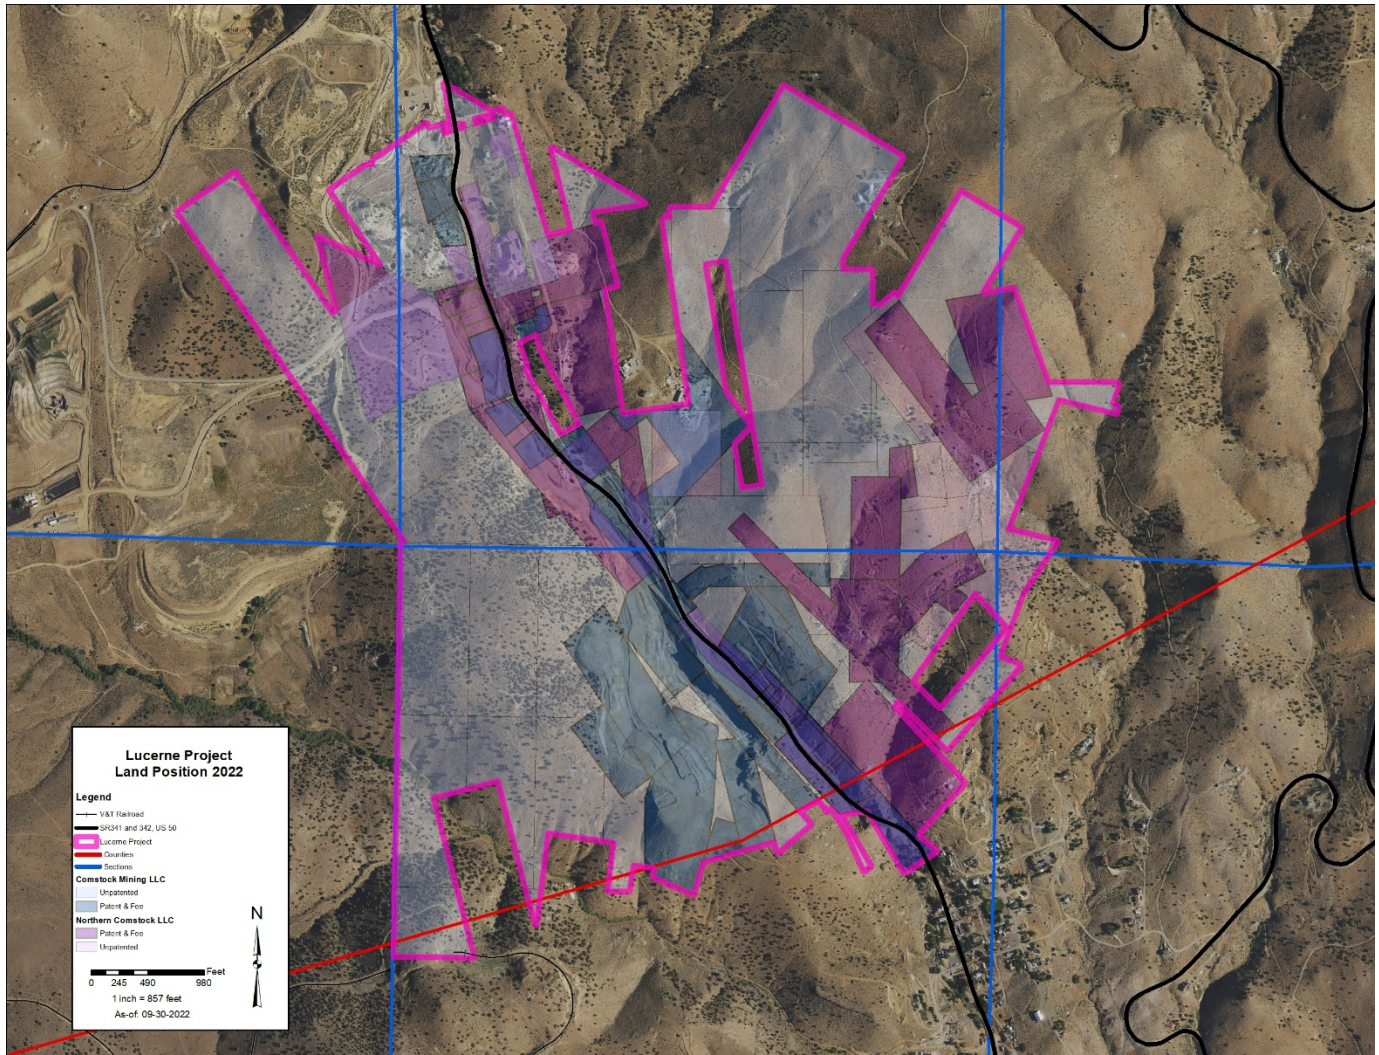 Lucerne Project
Land Position 2022
Legend
V&T Railroad
SR341 and 342, US 50
Lucerne Project
Counties
Sections
Comstock Mining LLC
Unpatented
Patent & Fee
Northern Comstock LLC
Patent & Fee
Unpatented
N
Feet
0 245 490 980
1 inch = 857 feet
As-of: 09-30-2022